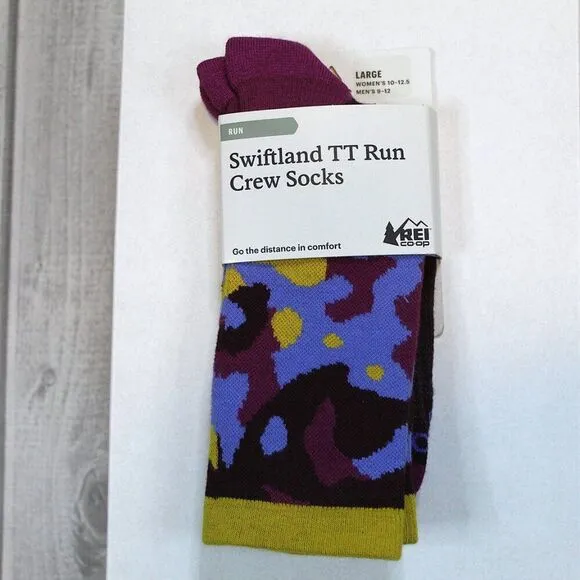 LARGE
WOMEN'S 10-12.5
MEN'S 9-12
RUN
Swiftland TT Run
Crew Socks
REI
CO·OP
Go the distance in comfort